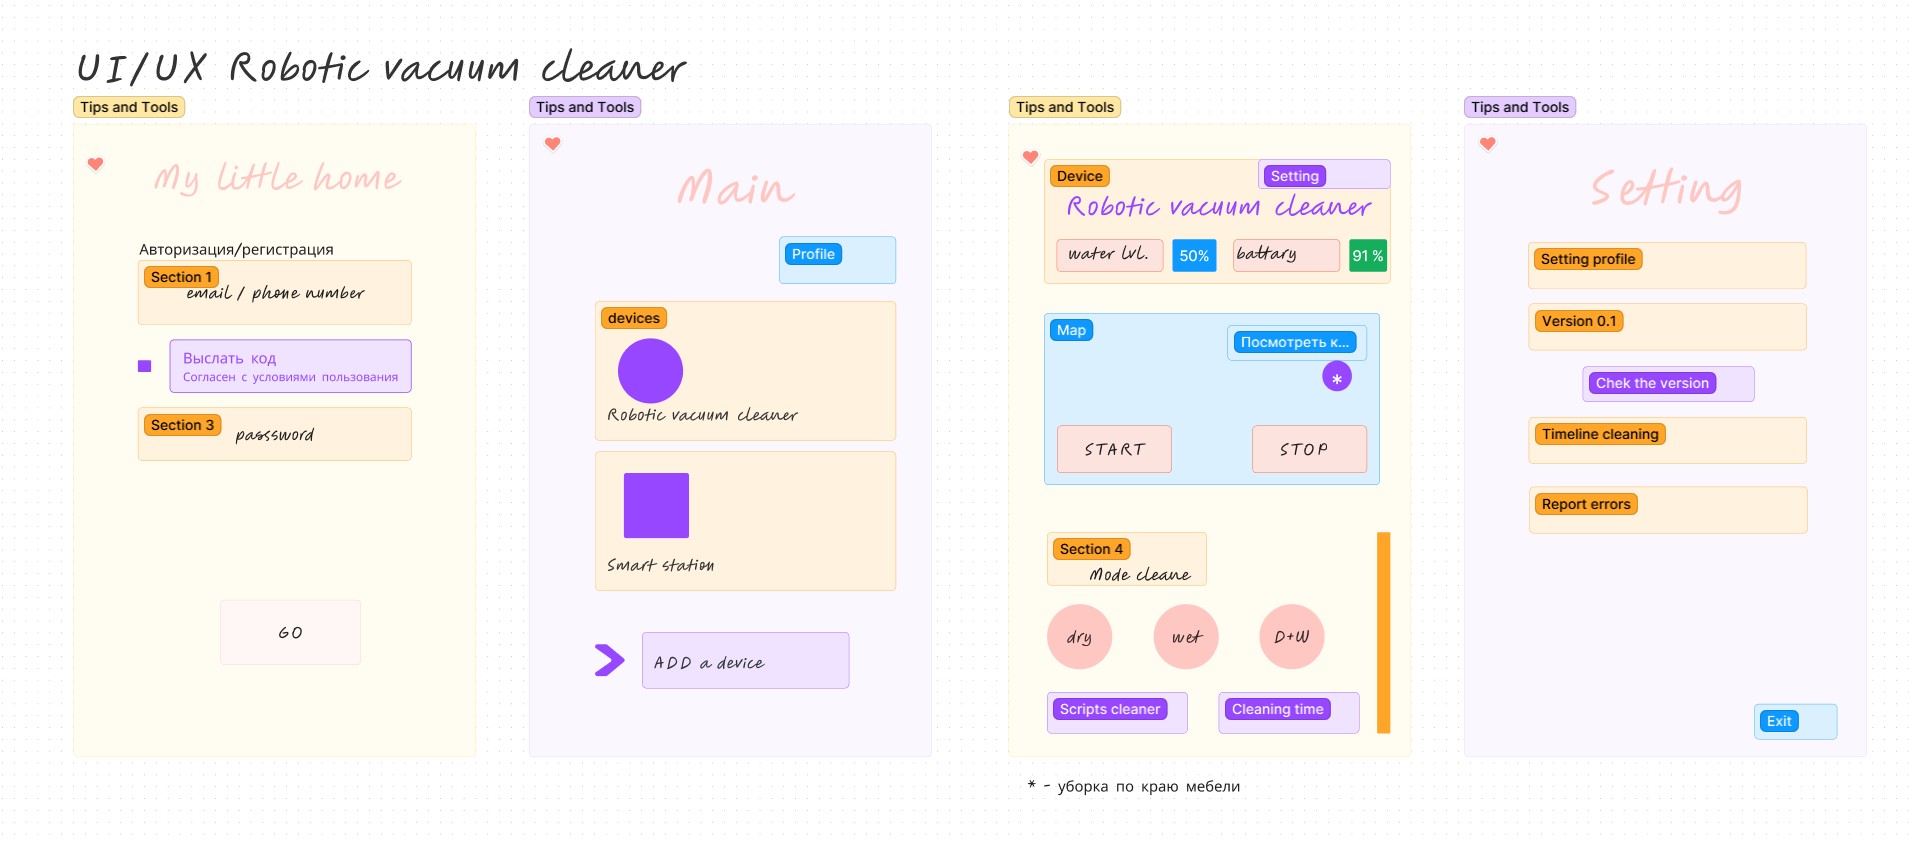 UI/UX Robotic vacuum cleaner
Tips and Tools
My little home
Авторизация/регистрация
Section 1
email / phone number
Выслать код
Согласен с условиями пользования
Section 3
passsword
GO
Tips and Tools
Main
Profile
devices
Robotic vacuum cleaner
Smart station
ADD a device
Tips and Tools
Device
Setting
Robotic vacuum cleaner
water lvl. 50% battary 91 %
Map
Посмотреть к...
*
START STOP
Section 4
Mode cleane
dry wet D+W
Scripts cleaner Cleaning time
* - уборка по краю мебели
Tips and Tools
Setting
Setting profile
Version 0.1
Chek the version
Timeline cleaning
Report errors
Exit